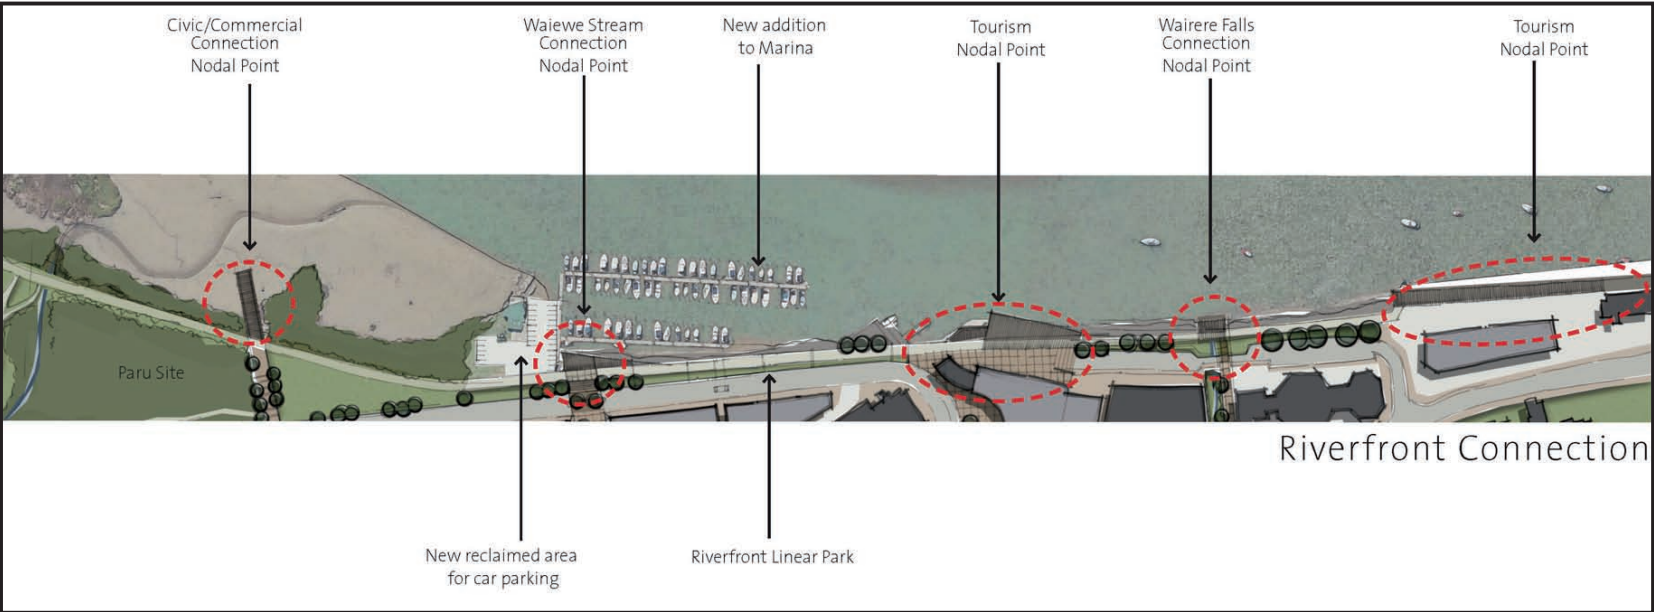 Civic/Commercial
Connection
Nodal Point
Waiewe Stream
Connection
Nodal Point
New addition
to Marina
Tourism
Nodal Point
Wairere Falls
Connection
Nodal Point
Tourism
Nodal Point
Paru Site
Riverfront Connection
New reclaimed area
for car parking
Riverfront Linear Park